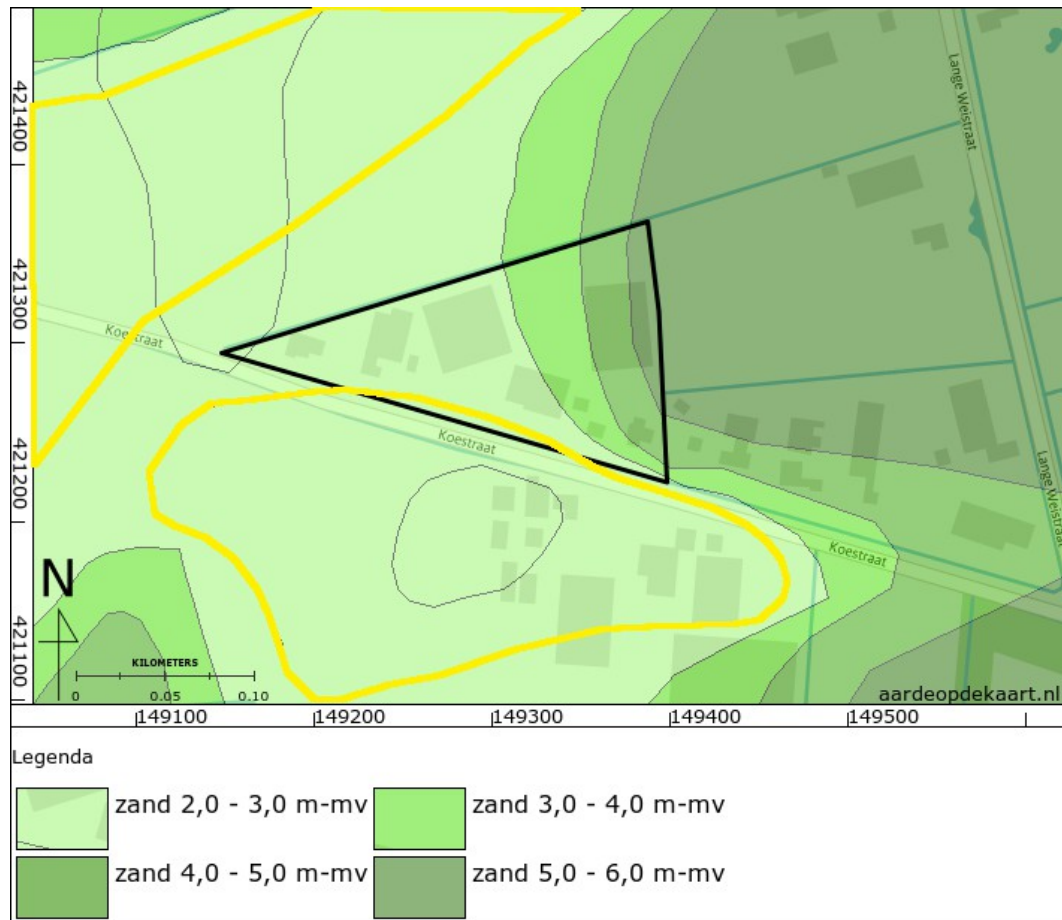 Lange Weistraat
421400
421300
Koestraat
Koestraat
421200
Lange Weistraat
Koestraat
N
KILOMETERS
0 0.05 0.10
421100
aardeopdekaart.nl
149100 149200 149300 149400 149500
Legenda
zand 2,0 - 3,0 m-mv zand 3,0 - 4,0 m-mv
zand 4,0 - 5,0 m-mv zand 5,0 - 6,0 m-mv